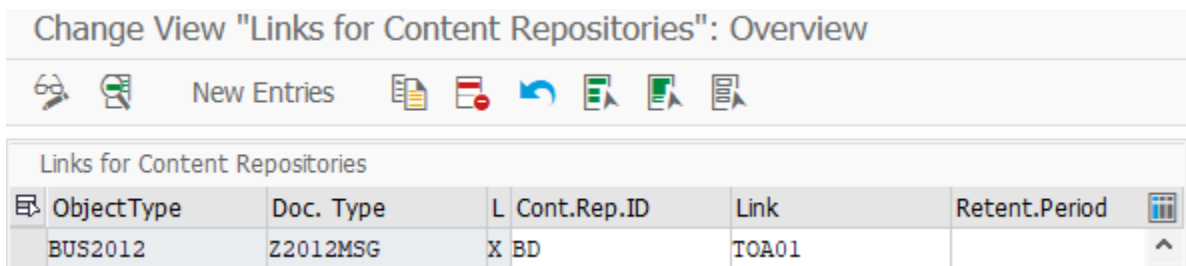 Change View "Links for Content Repositories": Overview
New Entries
Links for Content Repositories
ObjectType Doc. Type L Cont.Rep.ID Link Retent.Period
BUS2012 Z2012MSG X BD TOA01